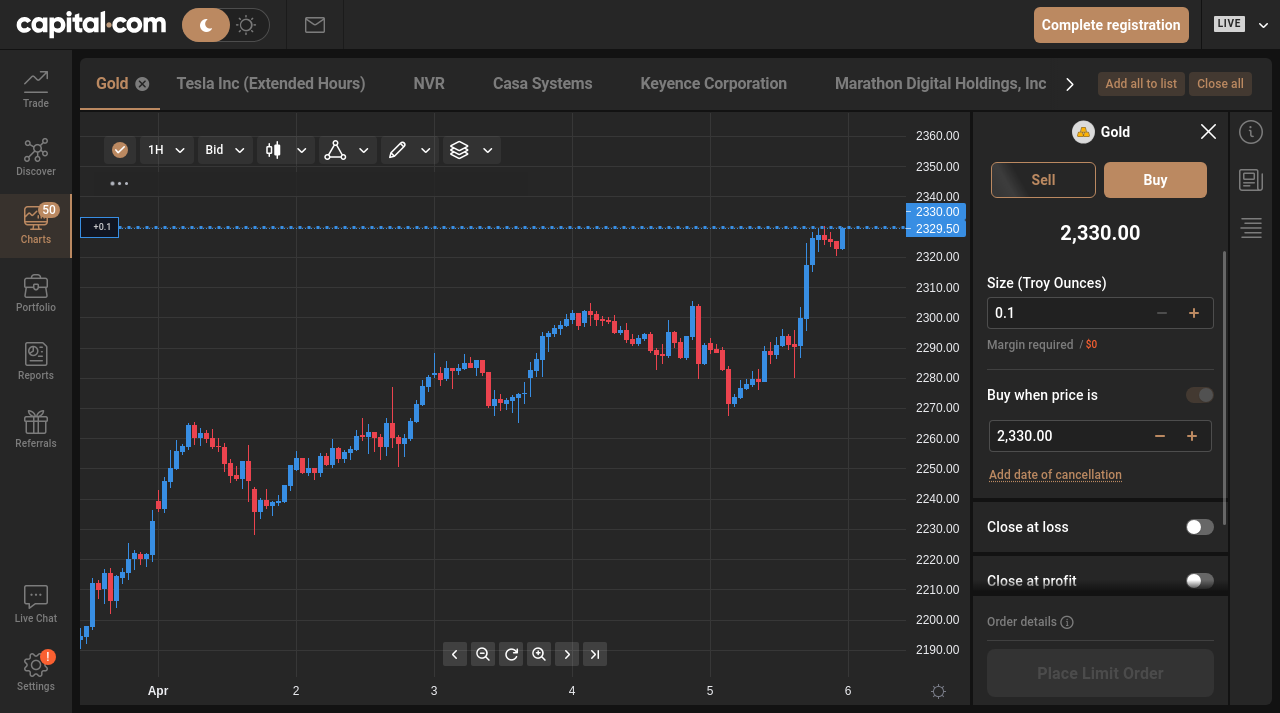 capital.com
Complete registration
LIVE
Trade
Discover
50
Charts
Portfolio
Reports
Referrals
Live Chat
!
Settings
Gold
Tesla Inc (Extended Hours)
NVR
Casa Systems
Keyence Corporation
Marathon Digital Holdings, Inc
Add all to list
Close all
1H
Bid
+0.1
2360.00
2350.00
2340.00
2330.00
2329.50
2320.00
2310.00
2300.00
2290.00
2280.00
2270.00
2260.00
2250.00
2240.00
2230.00
2220.00
2210.00
2200.00
2190.00
Apr
2
3
4
5
6
Gold
Sell
Buy
2,330.00
Size (Troy Ounces)
0.1
Margin required / $0
Buy when price is
2,330.00
Add date of cancellation
Close at loss
Close at profit
Order details
Place Limit Order